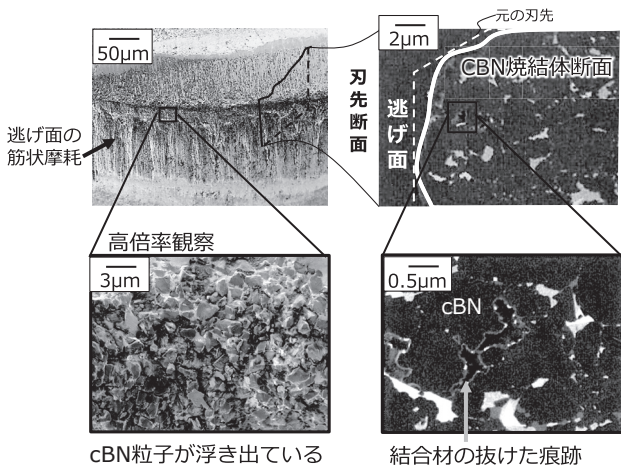 元の刃先
50μm
2μm
CBN焼結体断面
刃先断面
逃げ面
逃げ面の
筋状摩耗
高倍率観察
3μm
0.5μm
cBN
cBN粒子が浮き出ている
結合材の抜けた痕跡